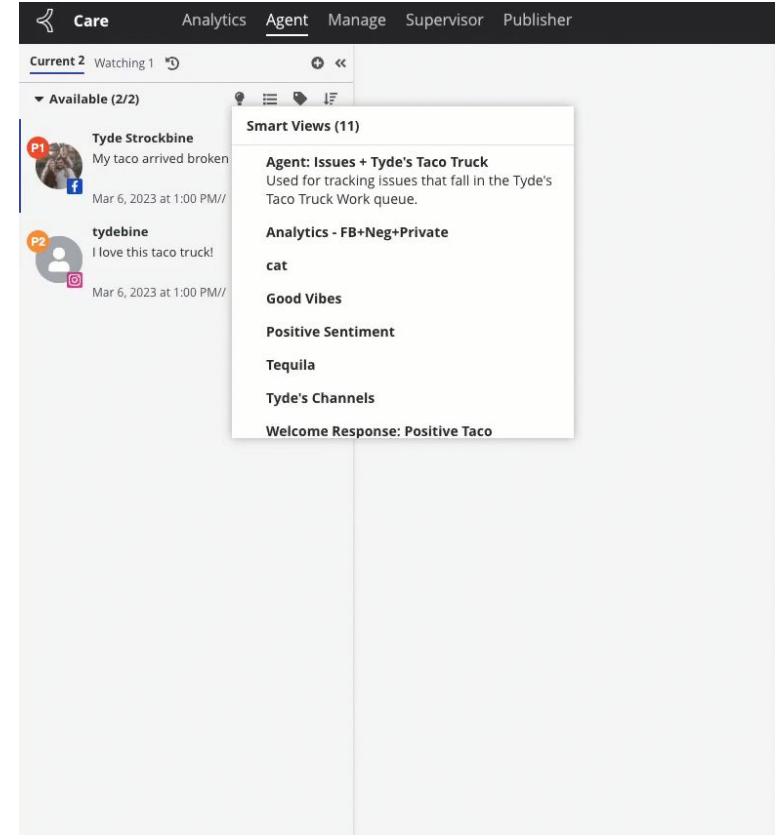 Care Analytics Agent Manage Supervisor Publisher
Current 2 Watching 1
Available (2/2)
P1
Tyde Strockbine
My taco arrived broken
Mar 6, 2023 at 1:00 PM//
P2
tydebine
I love this taco truck!
Mar 6, 2023 at 1:00 PM//
Smart Views (11)
Agent: Issues + Tyde's Taco Truck
Used for tracking issues that fall in the Tyde's
Taco Truck Work queue.
Analytics - FB+Neg+Private
cat
Good Vibes
Positive Sentiment
Tequila
Tyde's Channels
Welcome Response: Positive Taco